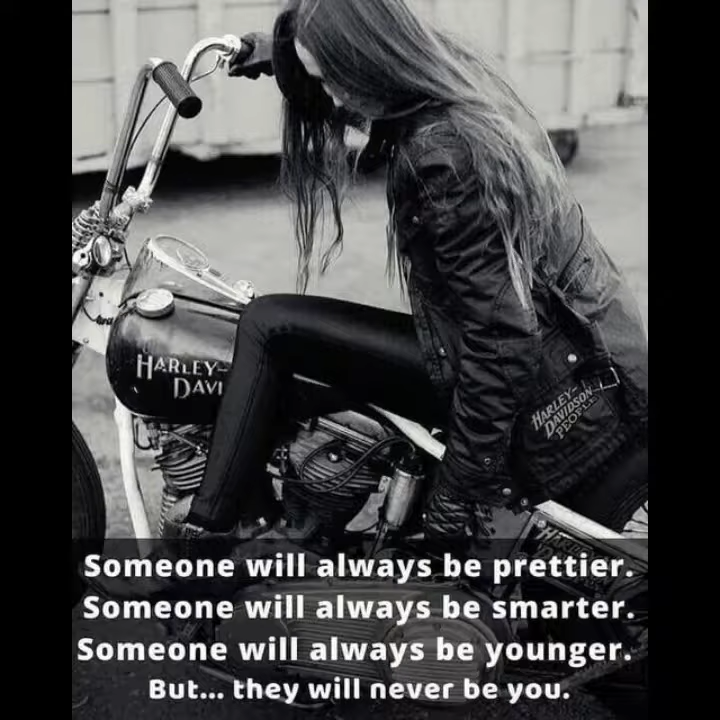 HARLEY-
DAVI
HARLEY-
DAVIDSON
PEOPLE
Someone will always be prettier.
Someone will always be smarter.
Someone will always be younger.
But... they will never be you.